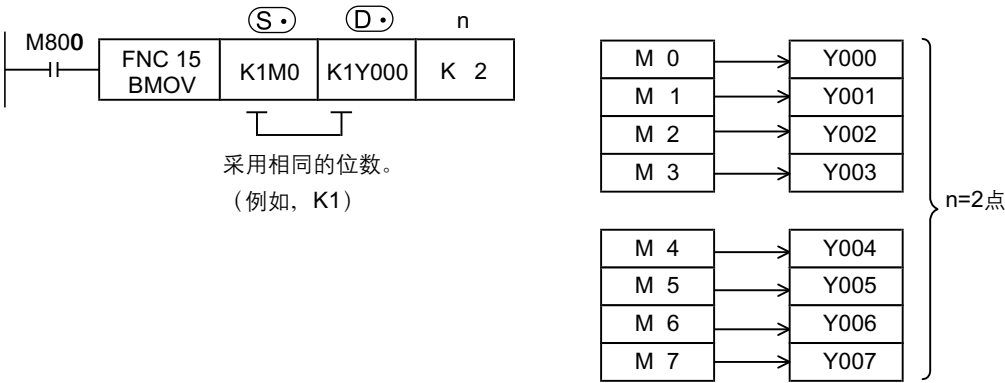 S· D· n
M800
FNC 15
BMOV
K1M0
K1Y000
K 2
采用相同的位数。
（例如，K1）
M 0 Y000
M 1 Y001
M 2 Y002
M 3 Y003
n=2点
M 4 Y004
M 5 Y005
M 6 Y006
M 7 Y007